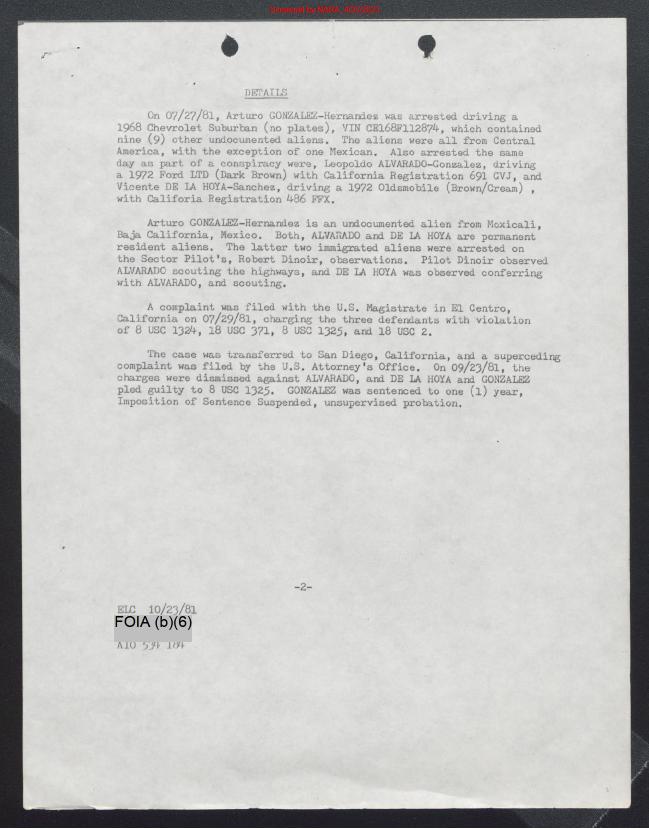 Screened by NARA, 4/26/2023
DETAILS
On 07/27/81, Arturo GONZALEZ-Hernandez was arrested driving a
1968 Chevrolet Suburban (no plates), VIN CE168F112874, which contained
nine (9) other undocunented aliens. The aliens were all from Central
America, with the exception of one Mexican. Also arrested the same
day as part of a conspiracy were, Leopoldo ALVARADO-Gonzalez, driving
a 1972 Ford LTD (Dark Brown) with California Registration 691 CVJ, and
Vicente DE LA HOYA-Sanchez, driving a 1972 Oldsmobile (Brown/Cream) ,
with Califoria Registration 486 FFX.
Arturo GONZALEZ-Hernandez is an undocumented alien from Mexicali,
Baja California, Mexico. Both, ALVARADO and DE LA HOYA are permanent
resident aliens. The latter two immigrated aliens were arrested on
the Sector Pilot's, Robert Dinoir, observations. Pilot Dinoir observed
ALVARADO scouting the highways, and DE LA HOYA was observed conferring
with ALVARADO, and scouting.
A complaint was filed with the U.S. Magistrate in El Centro,
California on 07/29/81, charging the three defendants with violation
of 8 USC 1324, 18 USC 371, 8 USC 1325, and 18 USC 2.
The case was transferred to San Diego, California, and a superceding
complaint was filed by the U.S. Attorney's Office. On 09/23/81, the
charges were dismissed against ALVARADO, and DE LA HOYA and GONZALEZ
pled guilty to 8 USC 1325. GONZALEZ was sentenced to one (1) year,
Imposition of Sentence Suspended, unsupervised probation.
-2-
ELC 10/23/81
FOIA (b)(6)